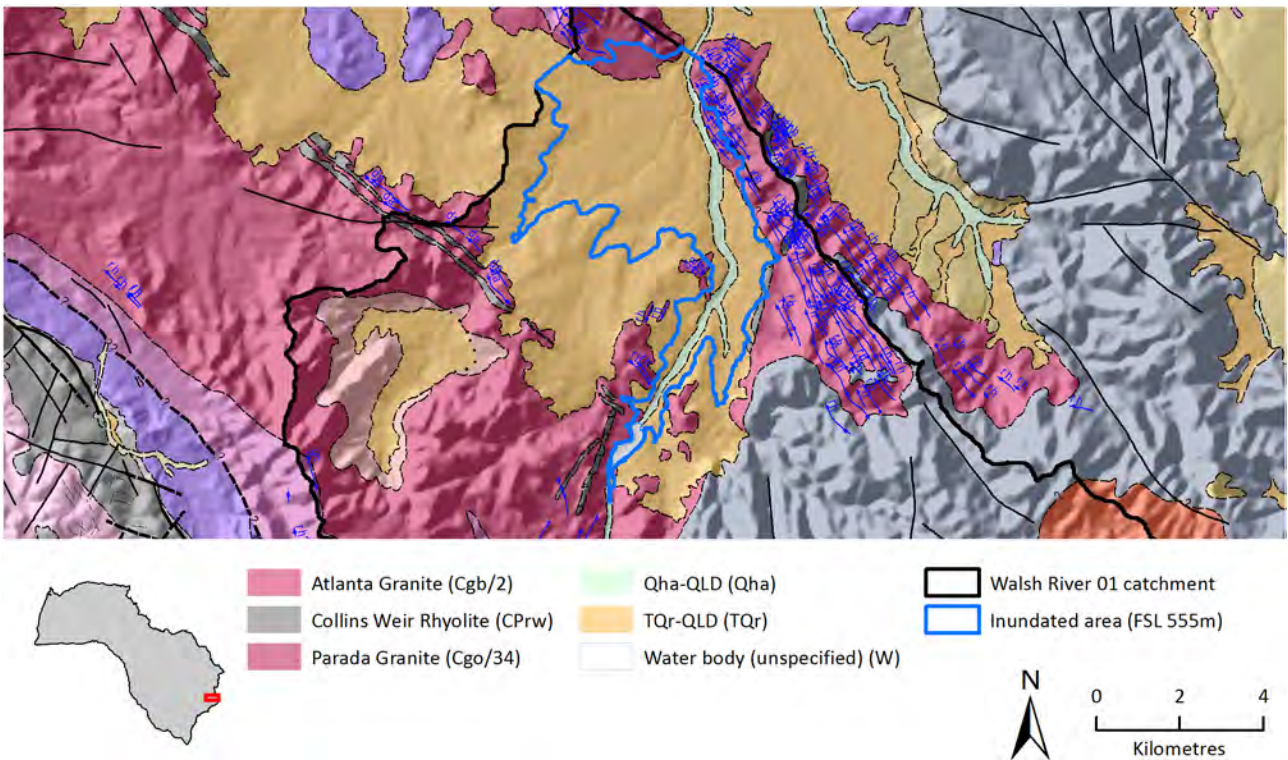 Atlanta Granite (Cgb/2)
Collins Weir Rhyolite (CPrw)
Parada Granite (Cgo/34)
Qha-QLD (Qha)
TQr-QLD (TQr)
Water body (unspecified) (W)
Walsh River 01 catchment
Inundated area (FSL 555m)
N
0 2 4
Kilometres